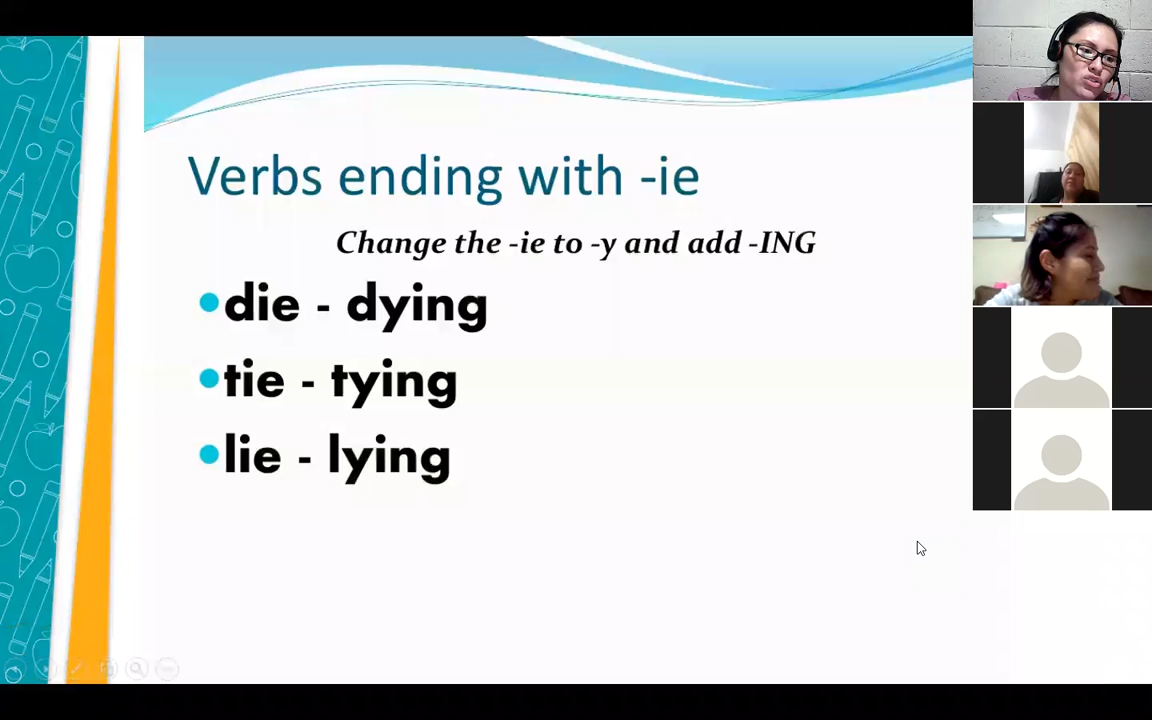 Verbs ending with -ie
Change the -ie to -y and add -ING
•die - dying
•tie - tying
•lie - lying